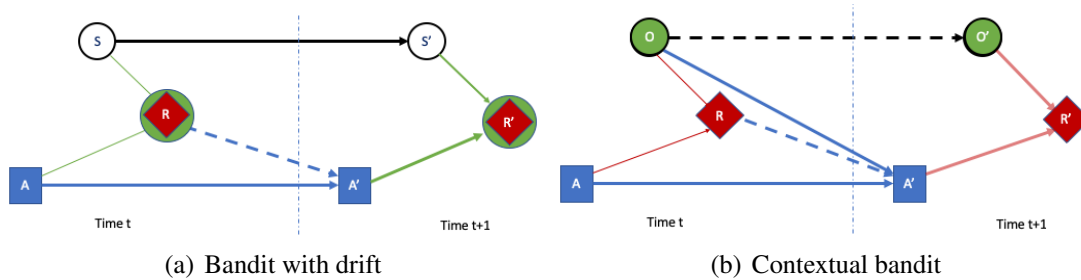 S
S'
R
R'
A
A'
Time t
Time t+1
(a) Bandit with drift
O
O'
R
R'
A
A'
Time t
Time t+1
(b) Contextual bandit